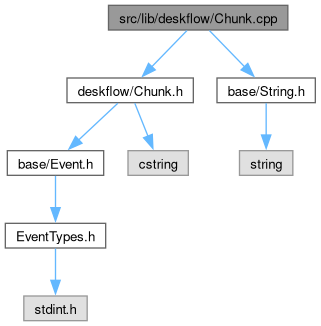 src/lib/deskflow/Chunk.cpp
deskflow/Chunk.h
base/String.h
base/Event.h
cstring
string
EventTypes.h
stdint.h